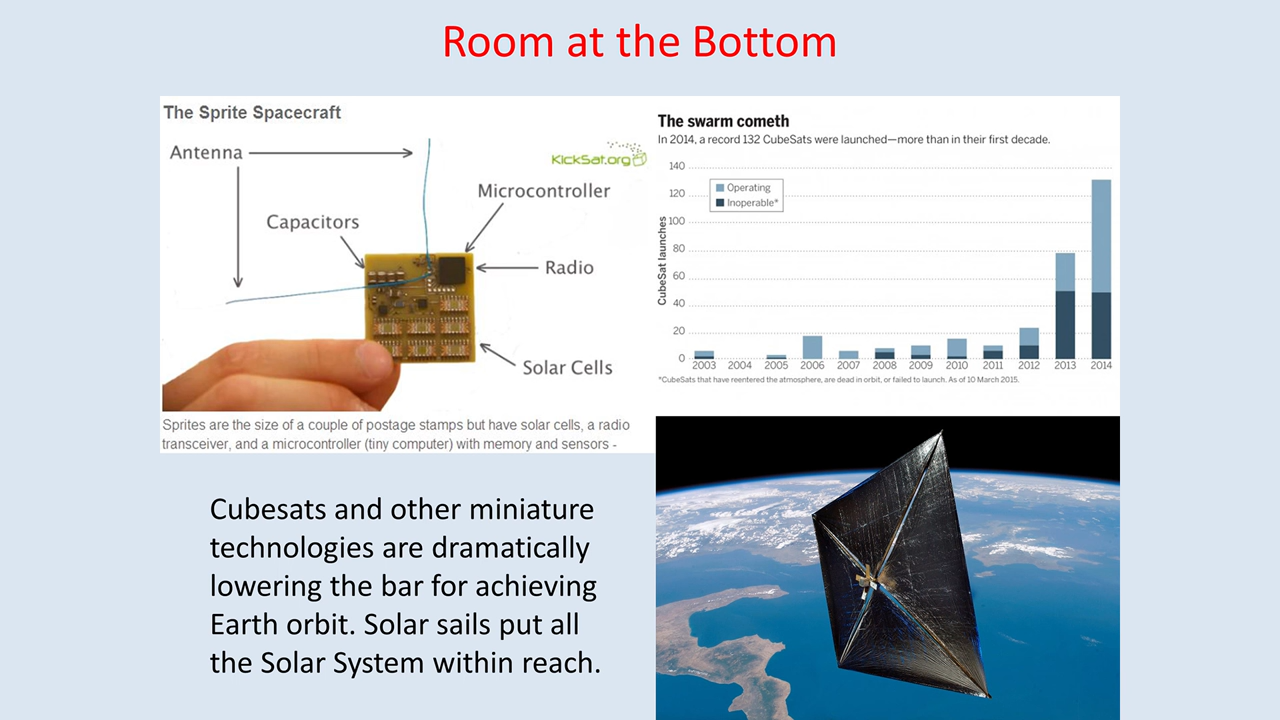 Room at the Bottom
The Sprite Spacecraft
Antenna
KickSat.org
Microcontroller
Capacitors
Radio
Solar Cells
Sprites are the size of a couple of postage stamps but have solar cells, a radio
transceiver, and a microcontroller (tiny computer) with memory and sensors -
The swarm cometh
In 2014, a record 132 CubeSats were launched—more than in their first decade.
CubeSat launches
140
120
100
80
60
40
20
0
Operating
Inoperable*
2003 2004 2005 2006 2007 2008 2009 2010 2011 2012 2013 2014
*CubeSats that have reentered the atmosphere, are dead in orbit, or failed to launch. As of 10 March 2015.
Cubesats and other miniature
technologies are dramatically
lowering the bar for achieving
Earth orbit. Solar sails put all
the Solar System within reach.